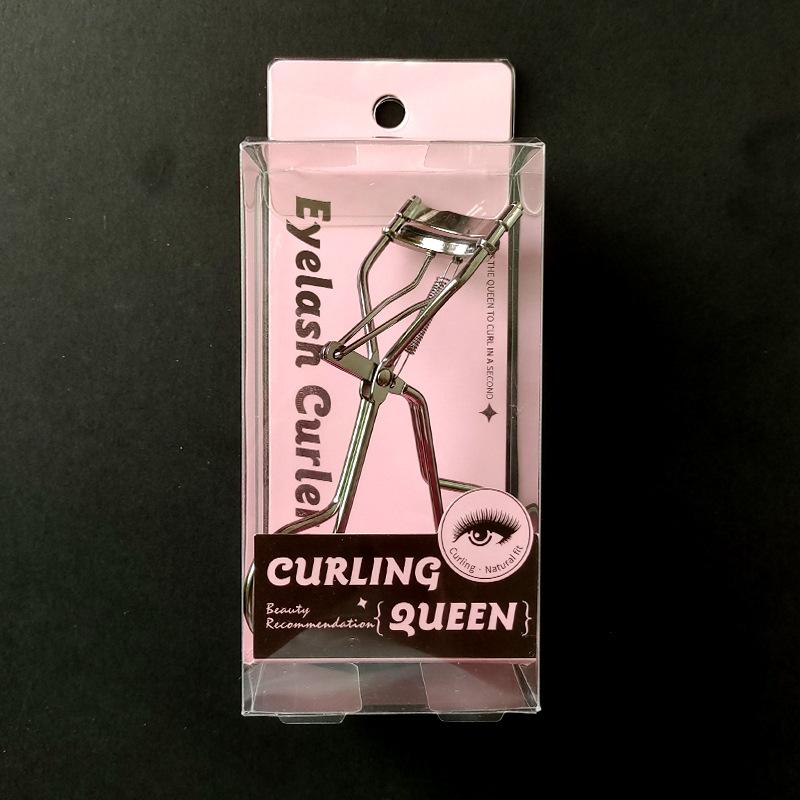 Eyelash Curler
THE QUEEN TO CURL IN A SECOND
Curling · Natural fit
CURLING
Beauty
Recommendation
{ QUEEN }